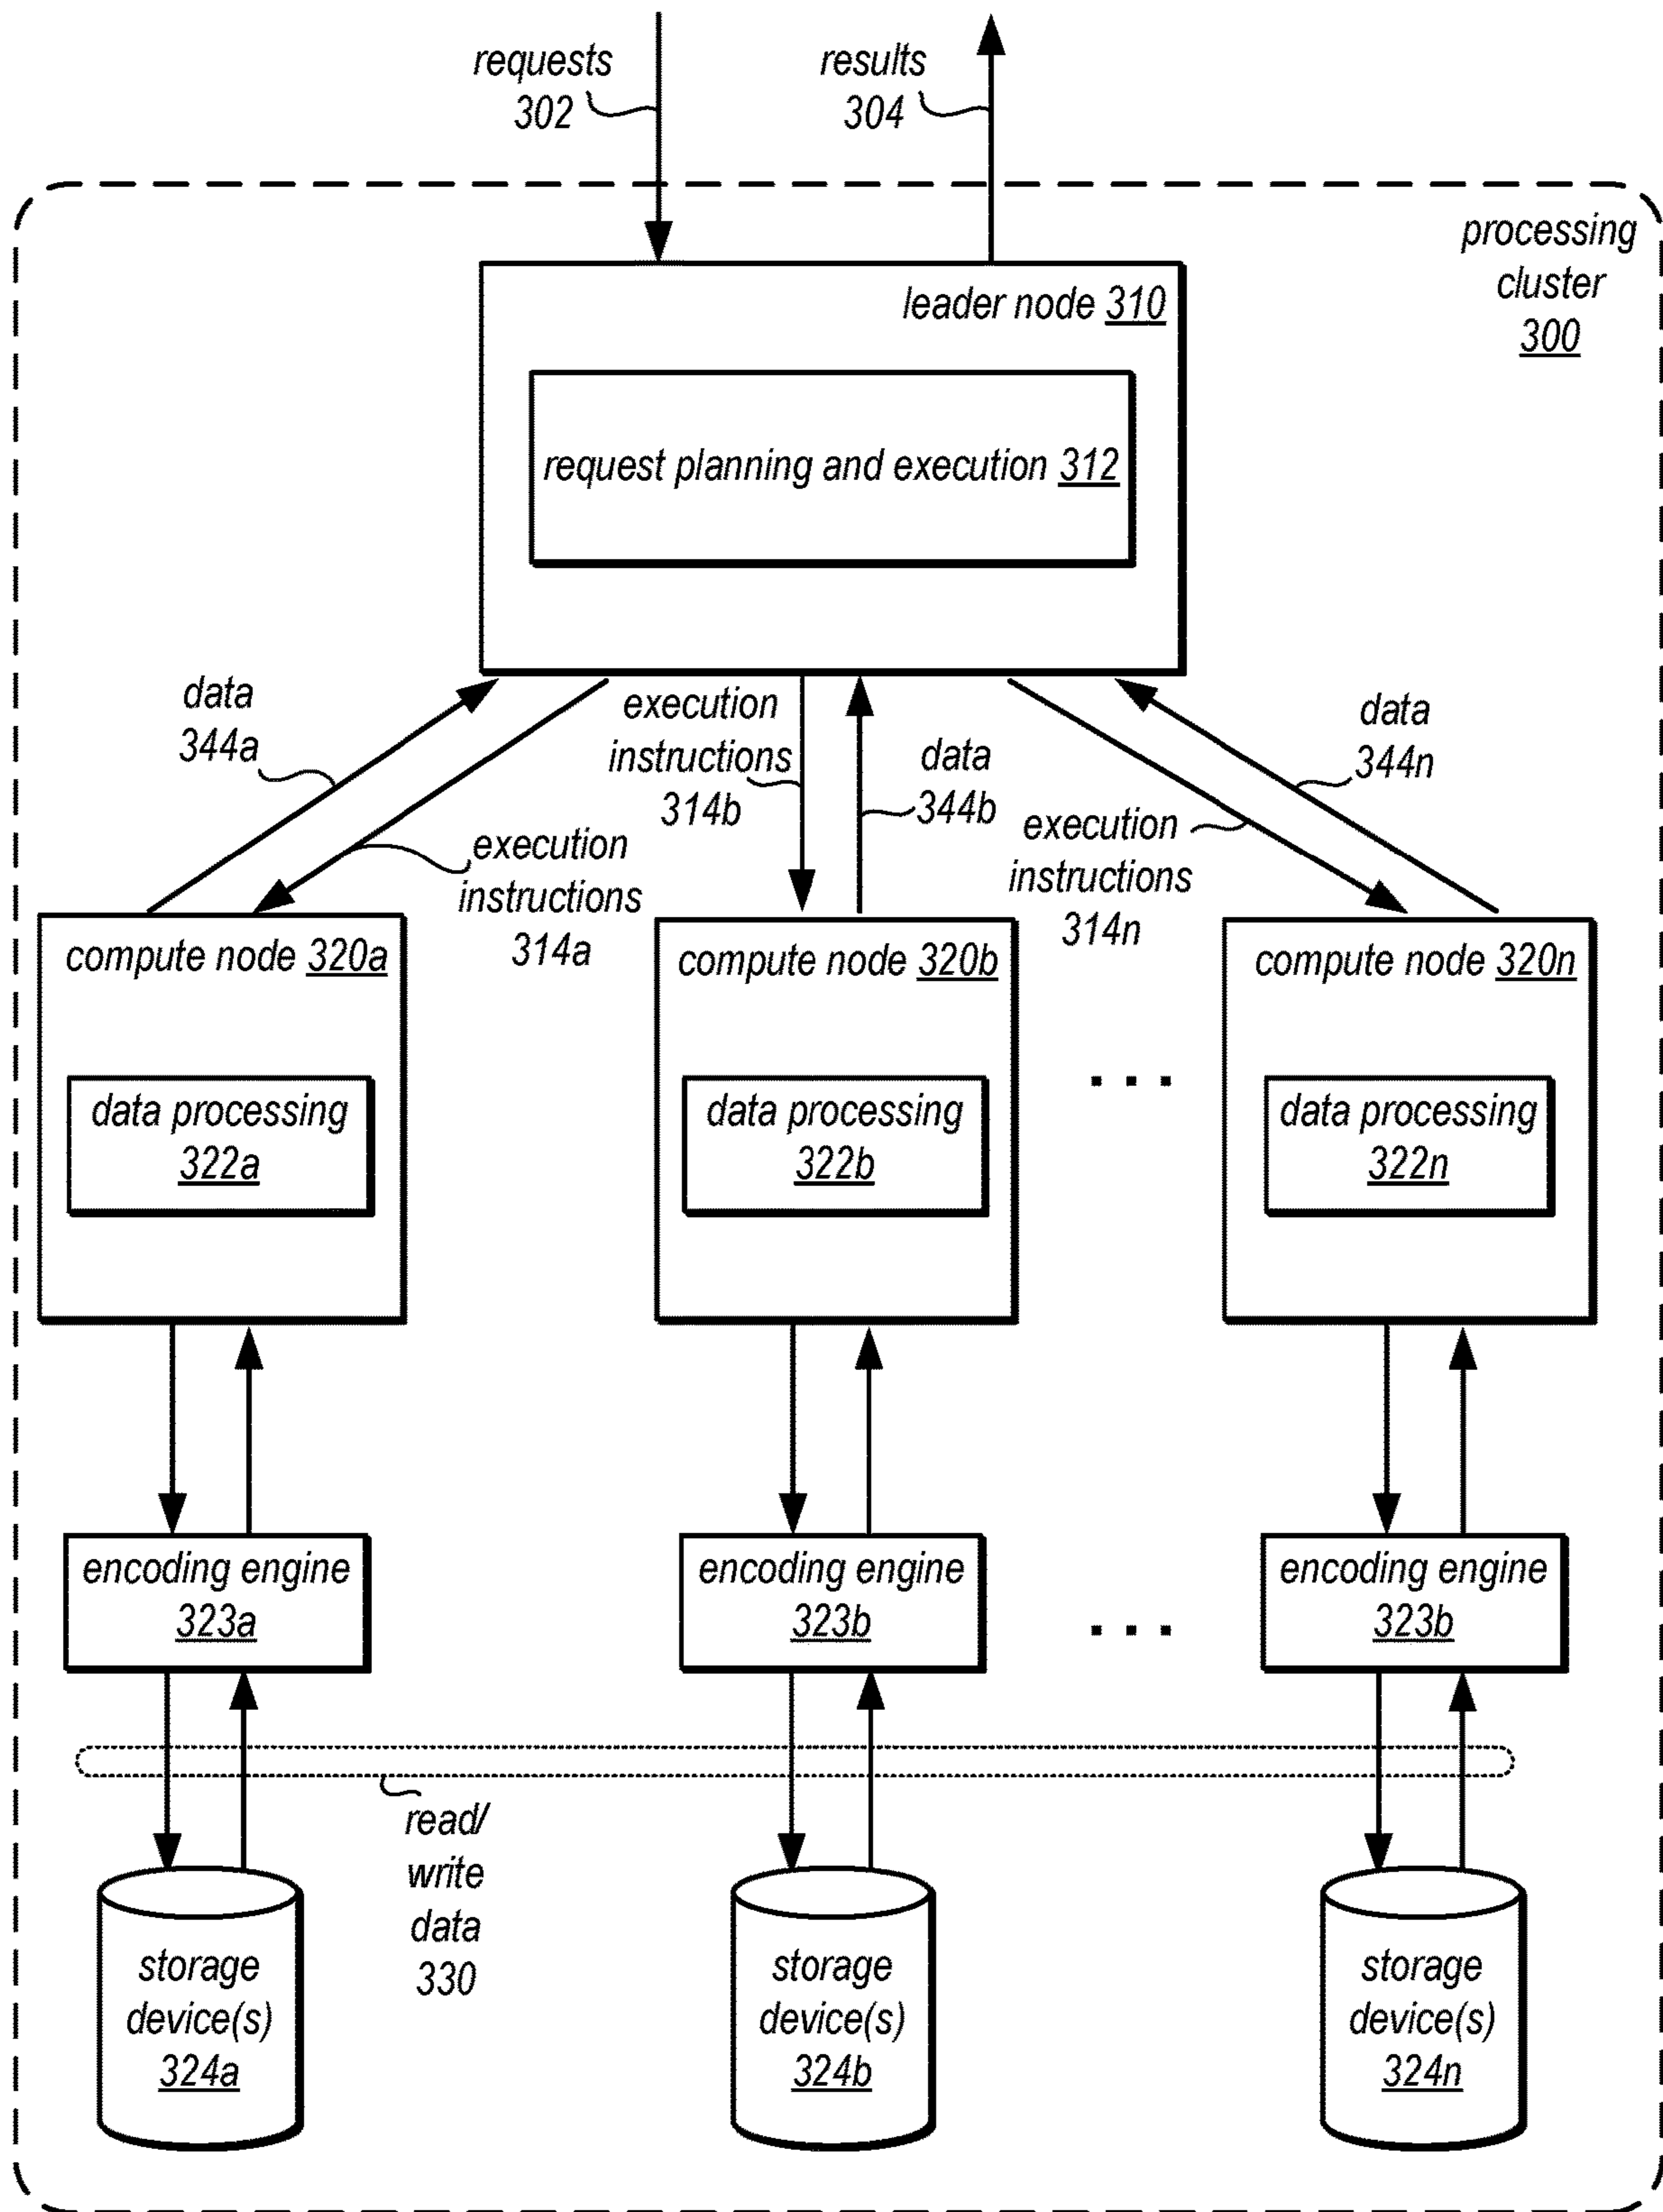 requests
302
results
304
processing
cluster
300
leader node 310
request planning and execution 312
data
344a
execution
instructions
314a
execution
instructions
314b
data
344b
execution
instructions
314n
data
344n
compute node 320a
data processing
322a
compute node 320b
data processing
322b
...
compute node 320n
data processing
322n
encoding engine
323a
encoding engine
323b
...
encoding engine
323b
read/
write
data
330
storage
device(s)
324a
storage
device(s)
324b
storage
device(s)
324n